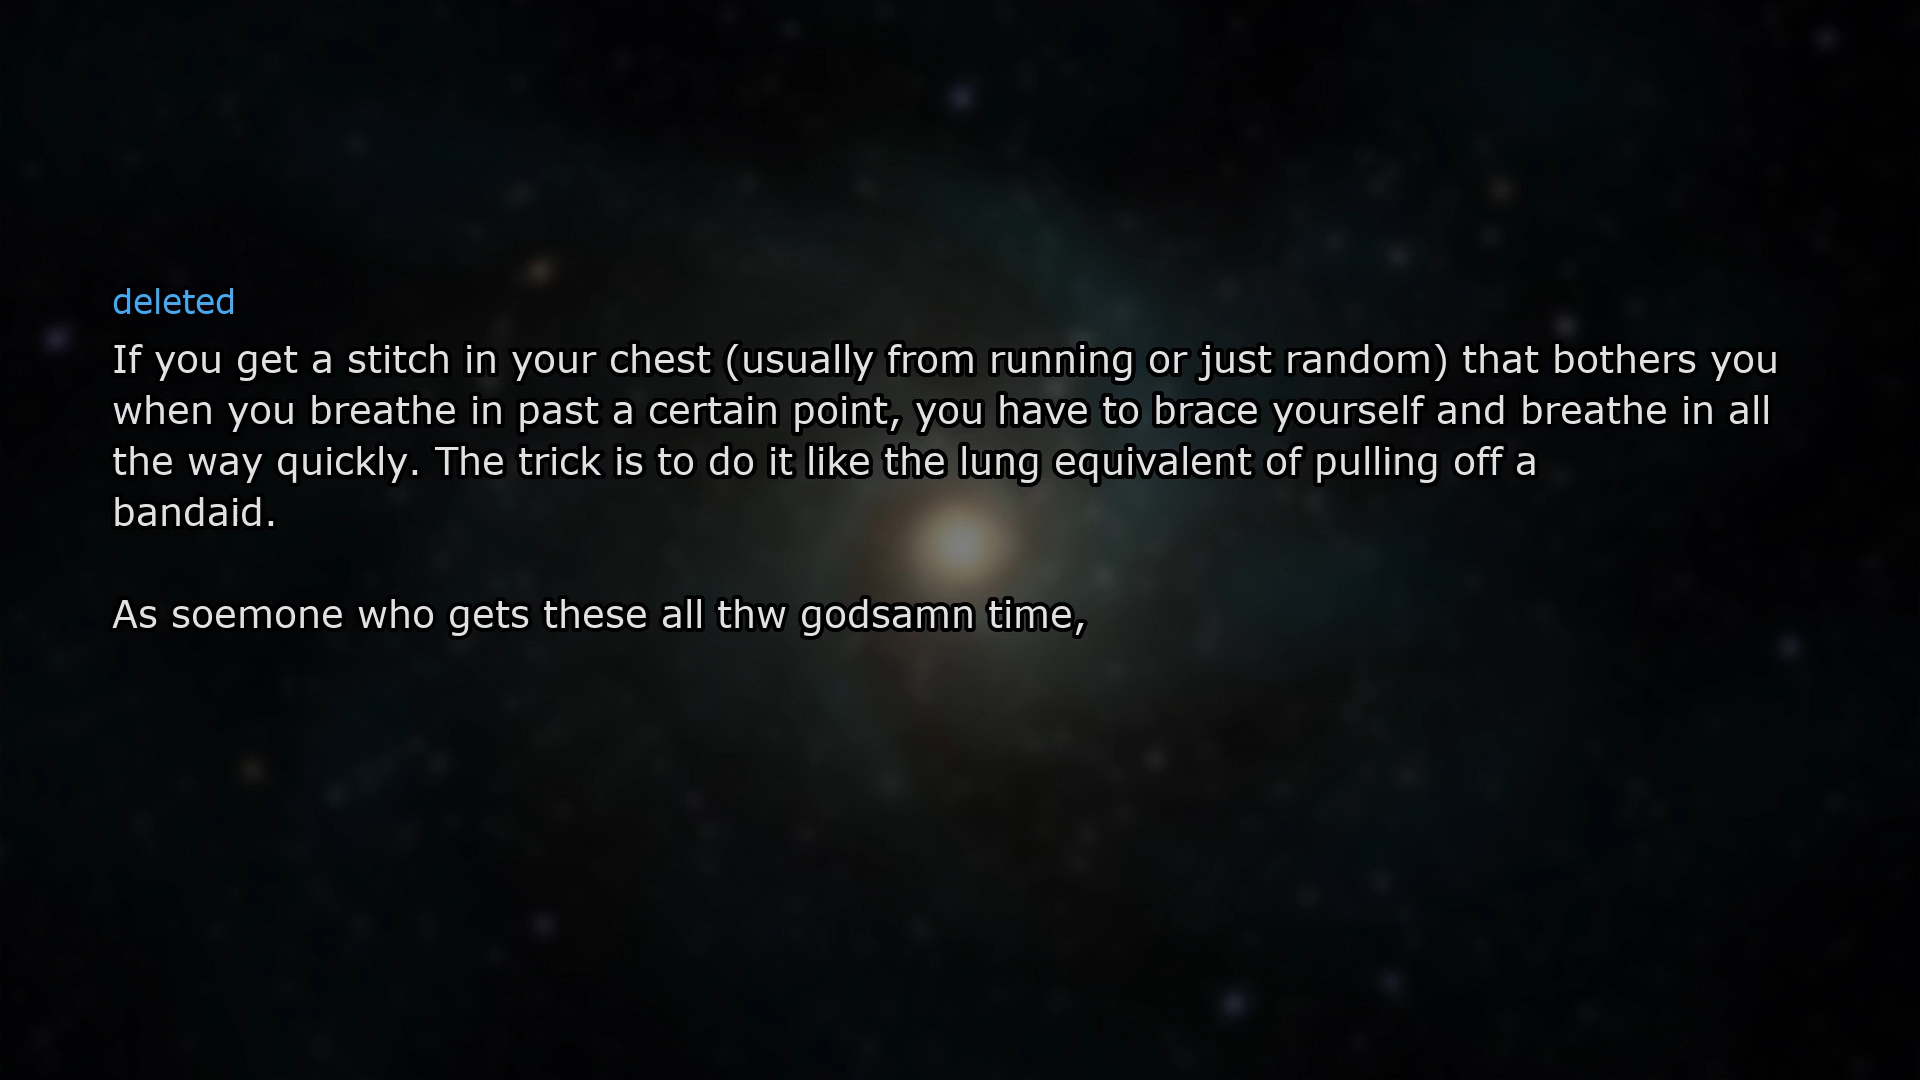 deleted
If you get a stitch in your chest (usually from running or just random) that bothers you
when you breathe in past a certain point, you have to brace yourself and breathe in all
the way quickly. The trick is to do it like the lung equivalent of pulling off a
bandaid.
As soemone who gets these all thw godsamn time,